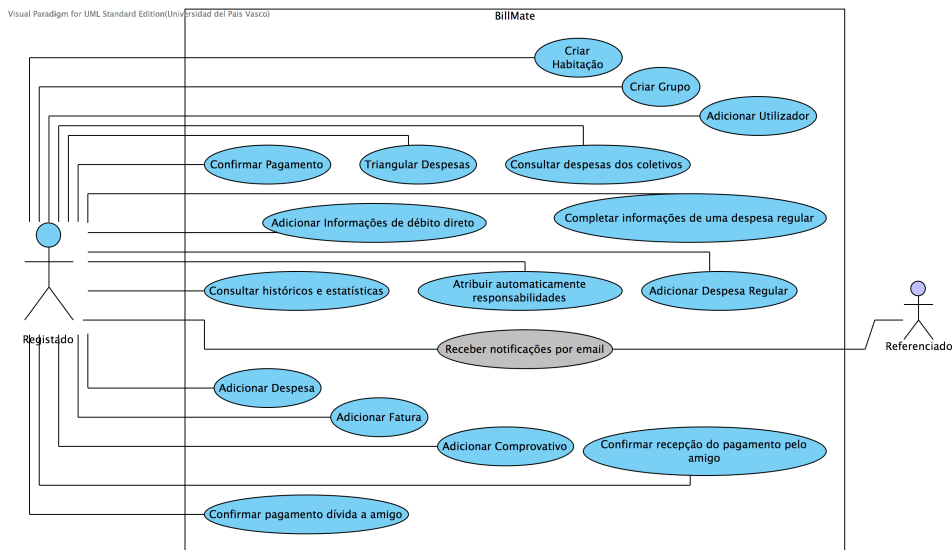 Visual Paradigm for UML Standard Edition(Universidad del Pais Vasco)
BillMate
Criar
Habitação
Criar Grupo
Adicionar Utilizador
Confirmar Pagamento
Triangular Despesas
Consultar despesas dos coletivos
Adicionar Informações de débito direto
Completar informações de uma despesa regular
Consultar históricos e estatísticas
Atribuir automaticamente
responsabilidades
Adicionar Despesa Regular
Registado
Receber notificações por email
Referenciado
Adicionar Despesa
Adicionar Fatura
Adicionar Comprovativo
Confirmar recepção do pagamento pelo
amigo
Confirmar pagamento dívida a amigo